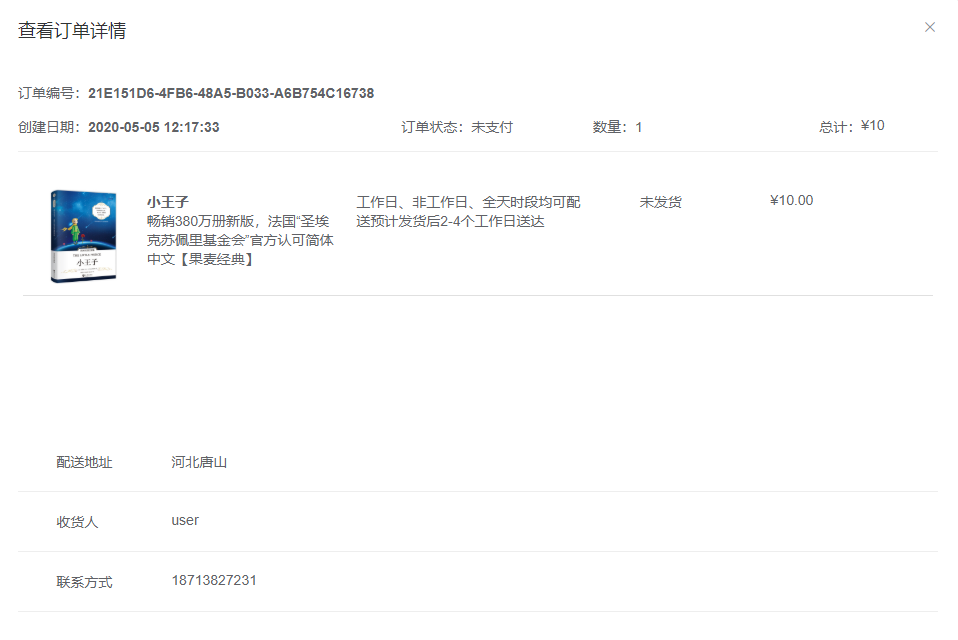 查看订单详情
订单编号：21E151D6-4FB6-48A5-B033-A6B754C16738
创建日期：2020-05-05 12:17:33 订单状态：未支付 数量：1 总计：¥10
小王子
畅销380万册新版，法国“圣埃
克苏佩里基金会”官方认可简体
中文【果麦经典】
工作日、非工作日、全天时段均可配
送预计发货后2-4个工作日送达
未发货
¥10.00
THE LITTLE PRINCE
小王子
配送地址 河北唐山
收货人 user
联系方式 18713827231